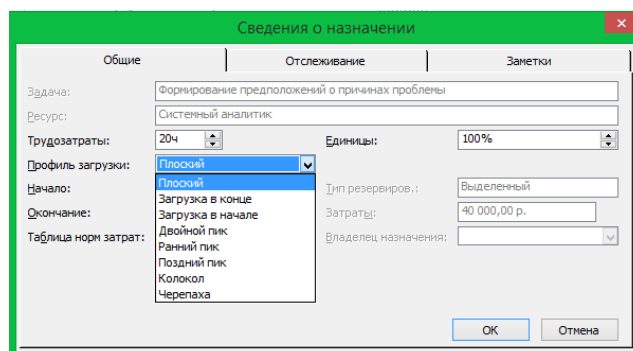 Сведения о назначении
Общие Отслеживание Заметки
Задача: Формирование предположений о причинах проблемы
Ресурс: Системный аналитик
Трудозатраты: 20ч Единицы: 100%
Профиль загрузки: Плоский
Начало: Плоский Тип резервиров.: Выделенный
Загрузка в конце
Окончание: Загрузка в начале Затраты: 40 000,00 р.
Таблица норм затрат: Двойной пик Владелец назначения:
Ранний пик
Поздний пик
Колокол
Черепаха
ОК Отмена